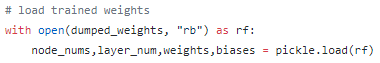 # load trained weights
with open(dumped_weights, "rb") as rf:
    node_nums,layer_num,weights,biases = pickle.load(rf)